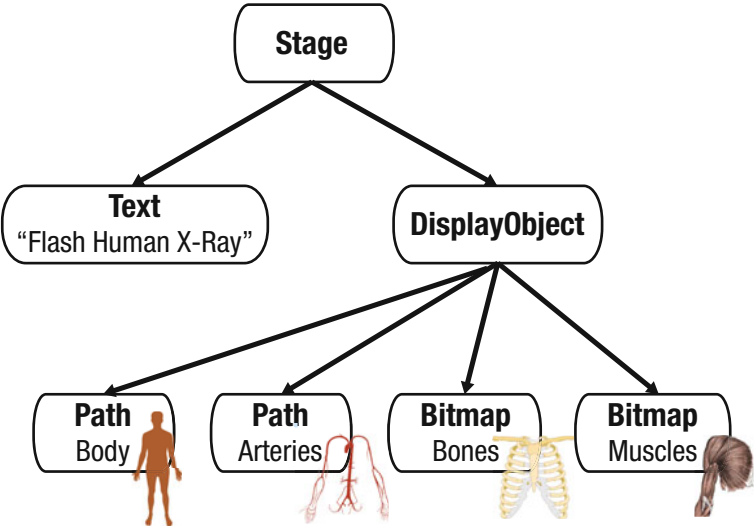 Stage
Text
“Flash Human X-Ray”
DisplayObject
Path
Body
Path
Arteries
Bitmap
Bones
Bitmap
Muscles